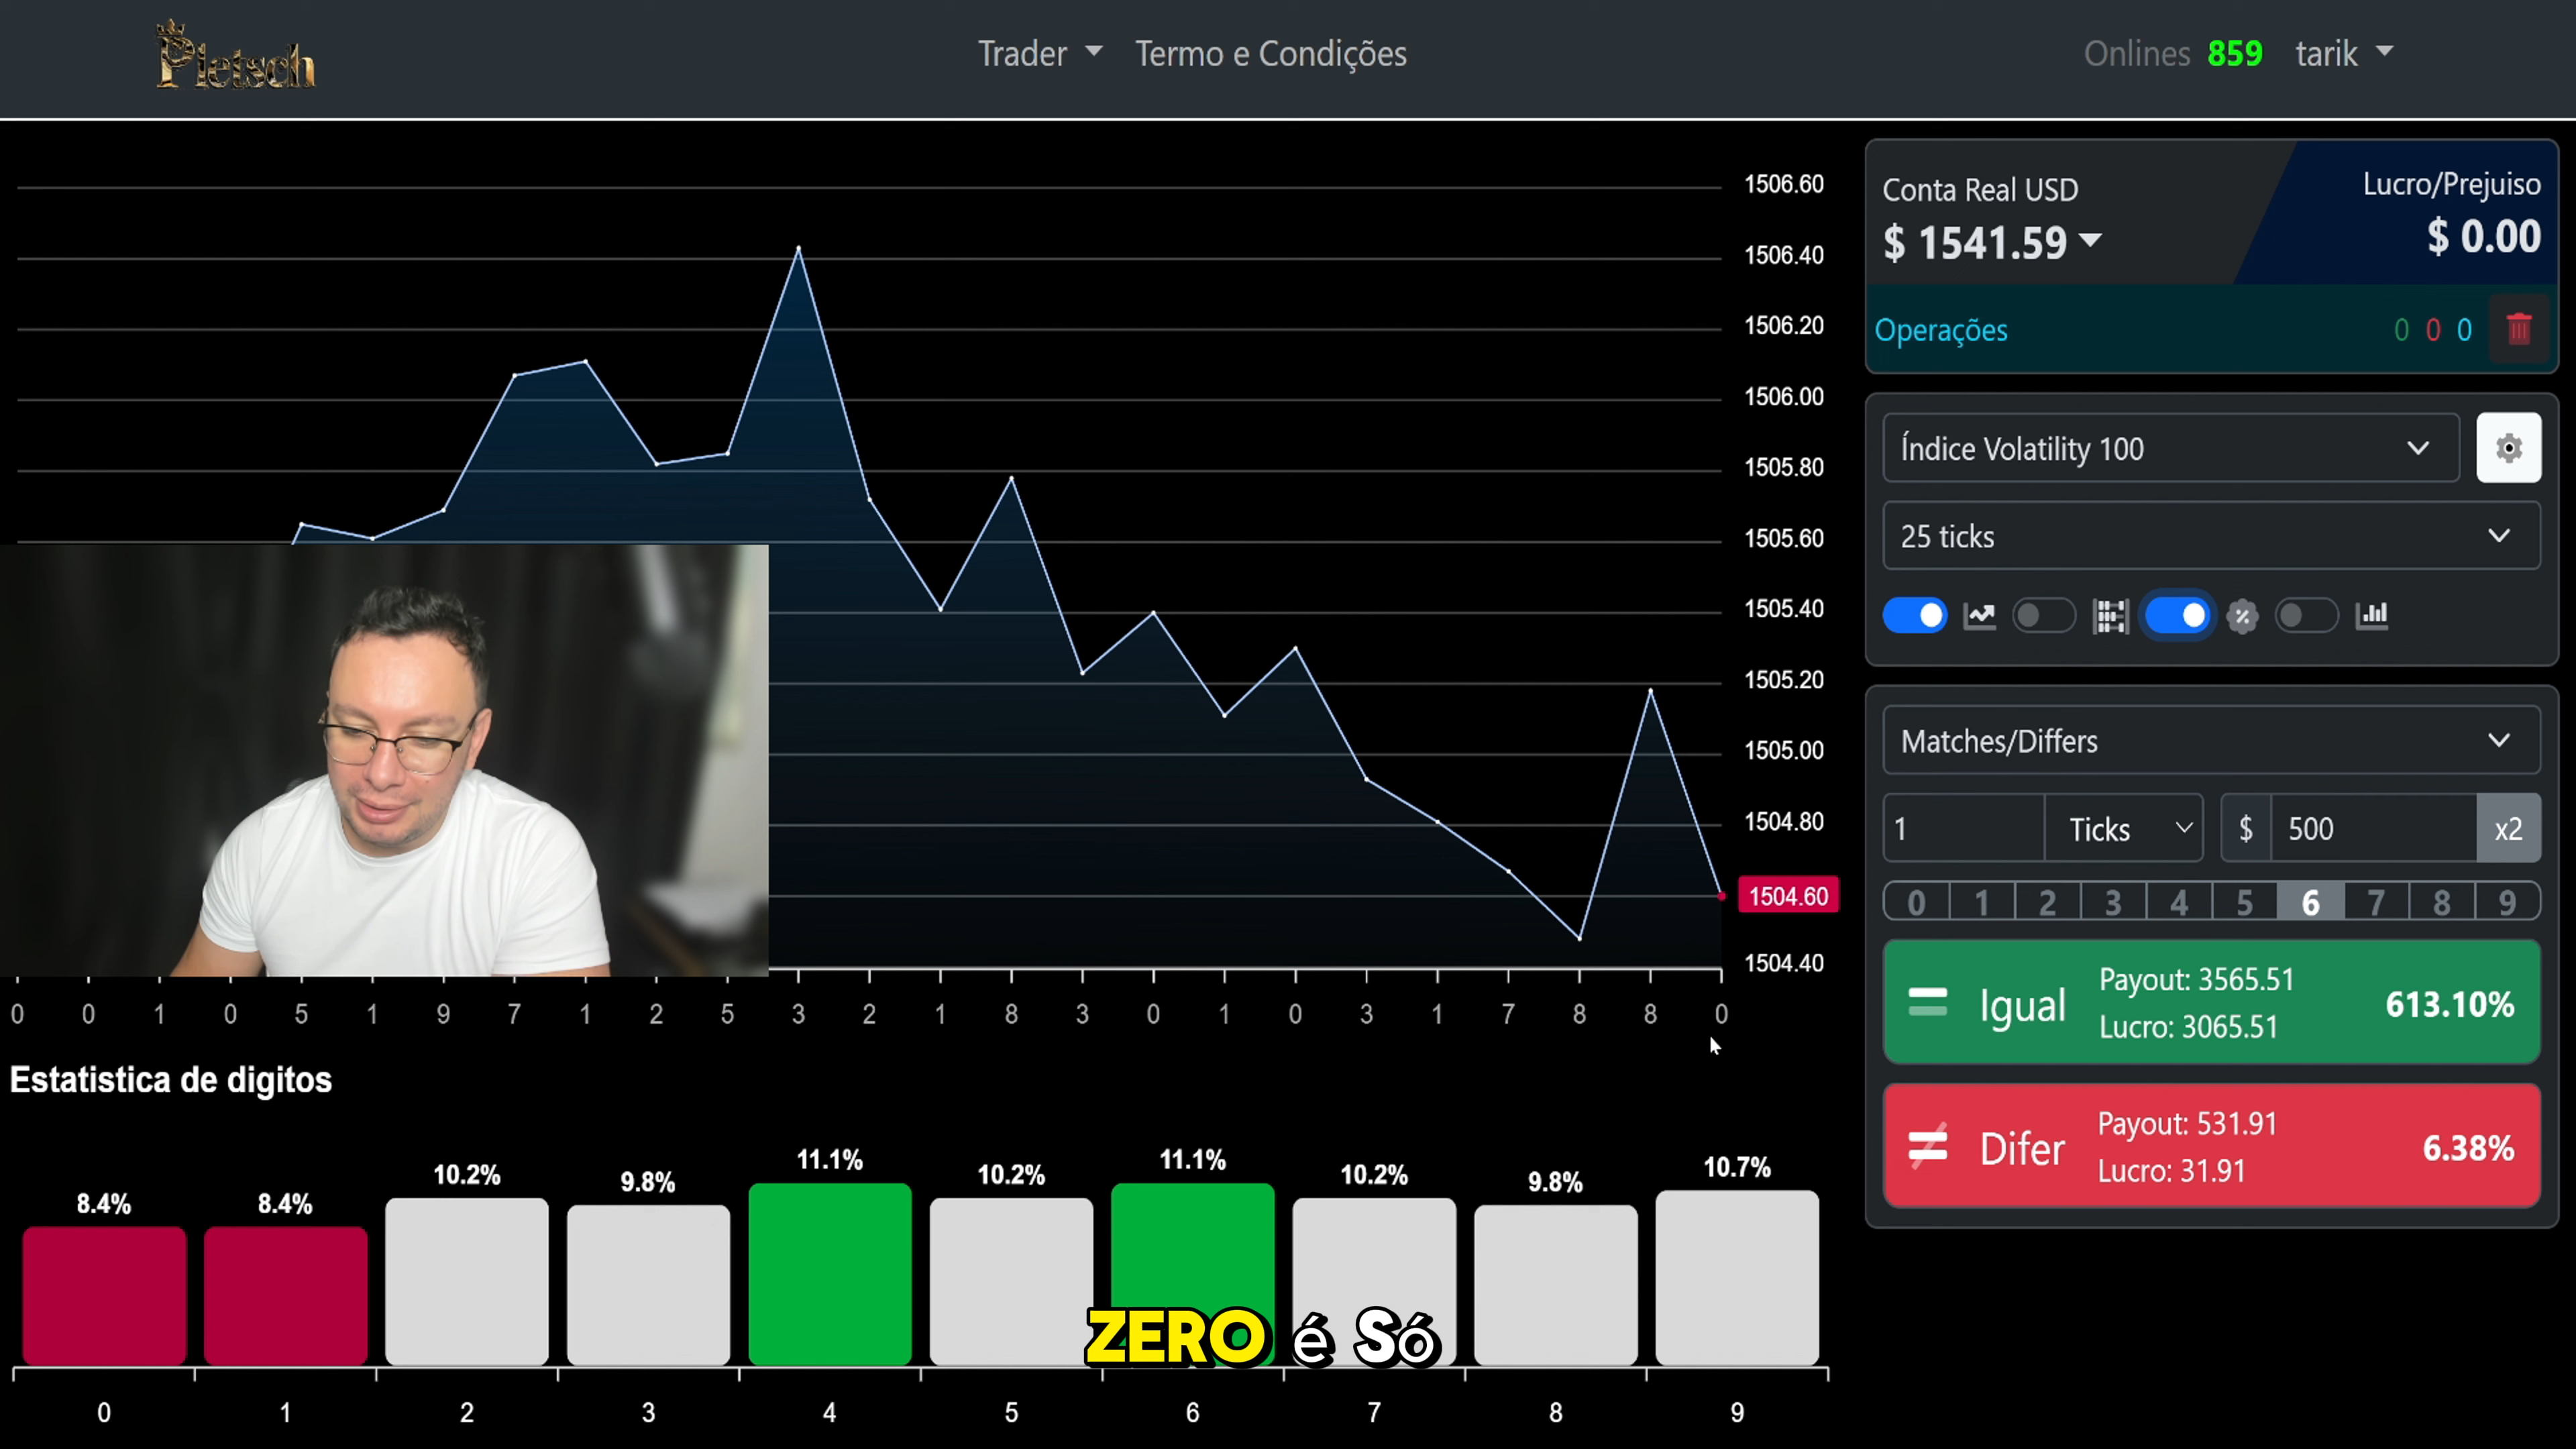 Pletsch
Trader
Termo e Condições
Onlines 859
tarik
1506.60
1506.40
1506.20
1506.00
1505.80
1505.60
1505.40
1505.20
1505.00
1504.80
1504.60
1504.40
0 0 1 0 5 1 9 7 1 2 5 3 2 1 8 3 0 1 0 3 1 7 8 8 0
Estatistica de digitos
8.4% 8.4% 10.2% 9.8% 11.1% 10.2% 11.1% 10.2% 9.8% 10.7%
ZERO é Só
0 1 2 3 4 5 6 7 8 9
Conta Real USD
$ 1541.59
Lucro/Prejuiso
$ 0.00
Operações
0 0 0
Índice Volatility 100
25 ticks
Matches/Differs
1 Ticks $ 500 x2
0 1 2 3 4 5 6 7 8 9
Igual
Payout: 3565.51
Lucro: 3065.51
613.10%
Difer
Payout: 531.91
Lucro: 31.91
6.38%